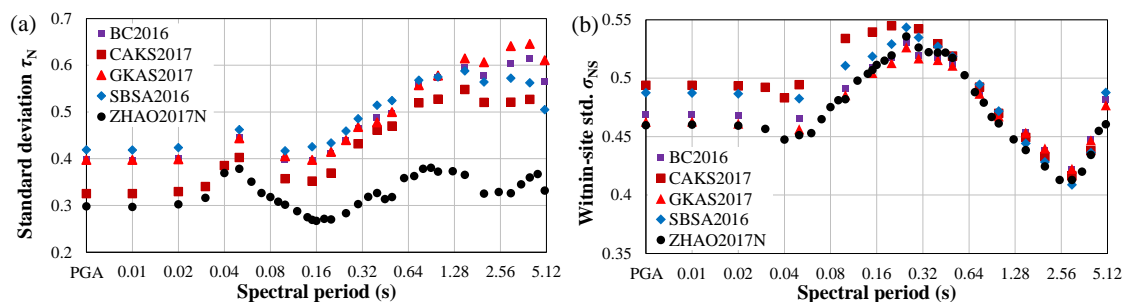 (a)
Standard deviation τN
0.7
0.6
0.5
0.4
0.3
0.2
BC2016
CAKS2017
GKAS2017
SBSA2016
ZHAO2017N
PGA 0.01 0.02 0.04 0.08 0.16 0.32 0.64 1.28 2.56 5.12
Spectral period (s)
(b)
Witnin-site std. σNS
0.55
0.5
0.45
0.4
0.35
BC2016
CAKS2017
GKAS2017
SBSA2016
ZHAO2017N
PGA 0.01 0.02 0.04 0.08 0.16 0.32 0.64 1.28 2.56 5.12
Spectral period (s)